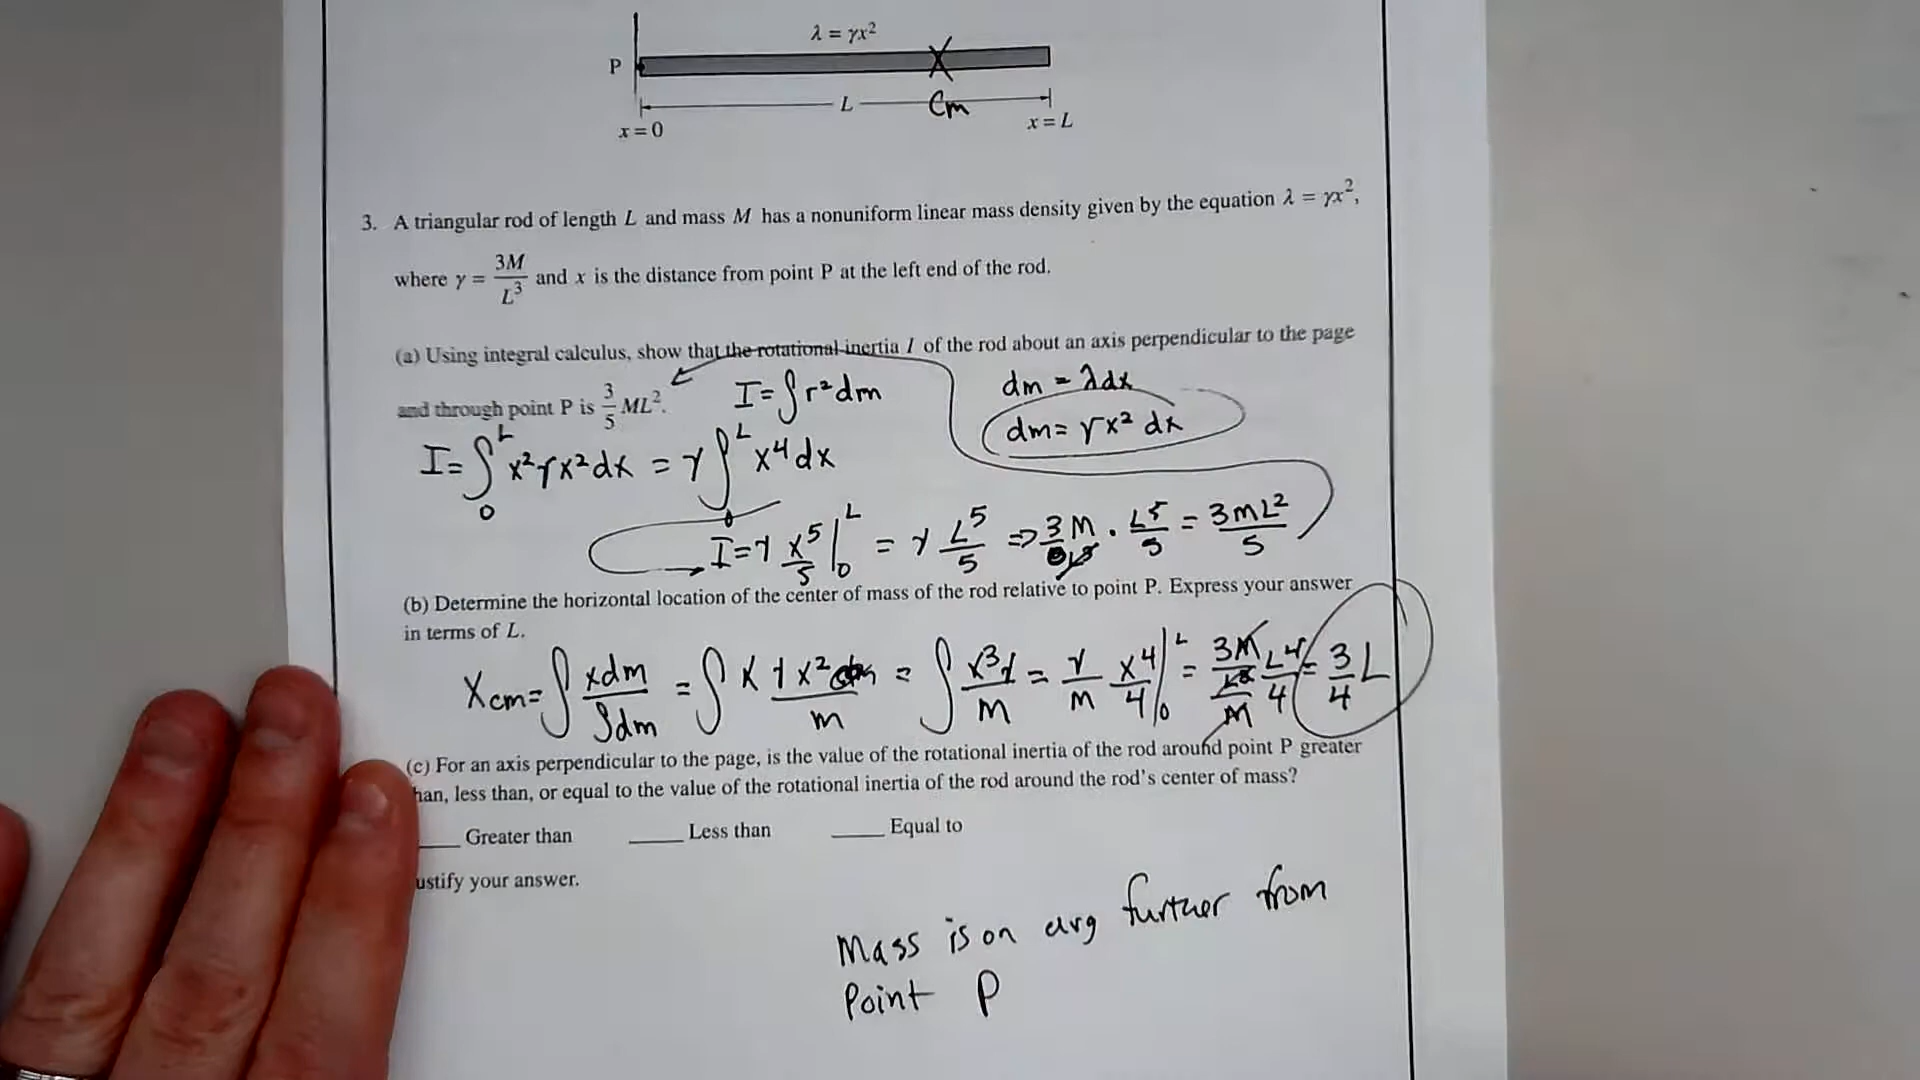 λ = γx²
P
L
Cm
x = 0
x = L
3. A triangular rod of length L and mass M has a nonuniform linear mass density given by the equation λ = γx²,
where γ = 3M/L³ and x is the distance from point P at the left end of the rod.
(a) Using integral calculus, show that the rotational inertia I of the rod about an axis perpendicular to the page
and through point P is 3/5 ML².
I = ∫r²dm
dm = λdx
dm = γx² dx
I = ∫₀ᴸ x²γx²dx = γ∫₀ᴸ x⁴dx
I = γ x⁵/5 |₀ᴸ = γ L⁵/5 ⇒ 3M/L³ · L⁵/5 = 3ML²/5
(b) Determine the horizontal location of the center of mass of the rod relative to point P. Express your answer
in terms of L.
Xcm = ∫xdm/∫dm = ∫ x γx² dx/m = ∫ x³γ/m = γ/m x⁴/4 |₀ᴸ = 3M/L³/M L⁴/4 = 3/4 L
(c) For an axis perpendicular to the page, is the value of the rotational inertia of the rod around point P greater
han, less than, or equal to the value of the rotational inertia of the rod around the rod's center of mass?
____ Greater than ____ Less than ____ Equal to
ustify your answer.
Mass is on avg further from
Point P